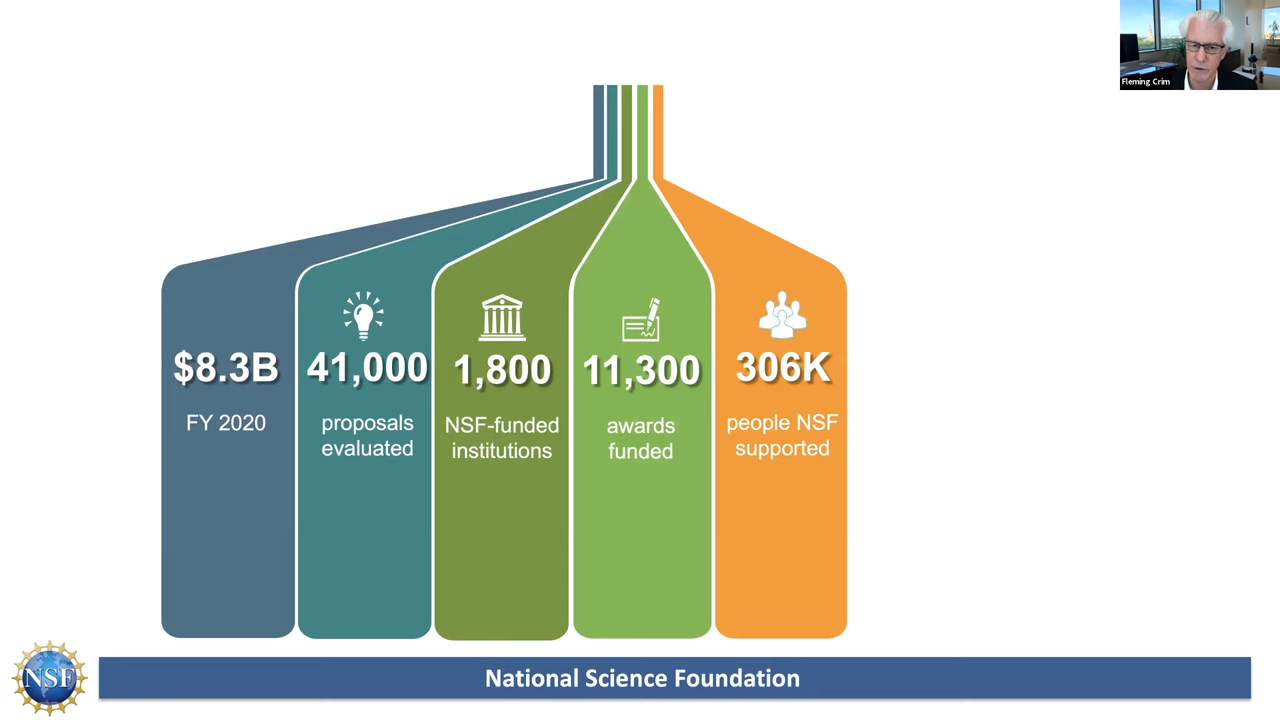 Fleming Crim
$8.3B
FY 2020
41,000
proposals
evaluated
1,800
NSF-funded
institutions
11,300
awards
funded
306K
people NSF
supported
NSF
National Science Foundation